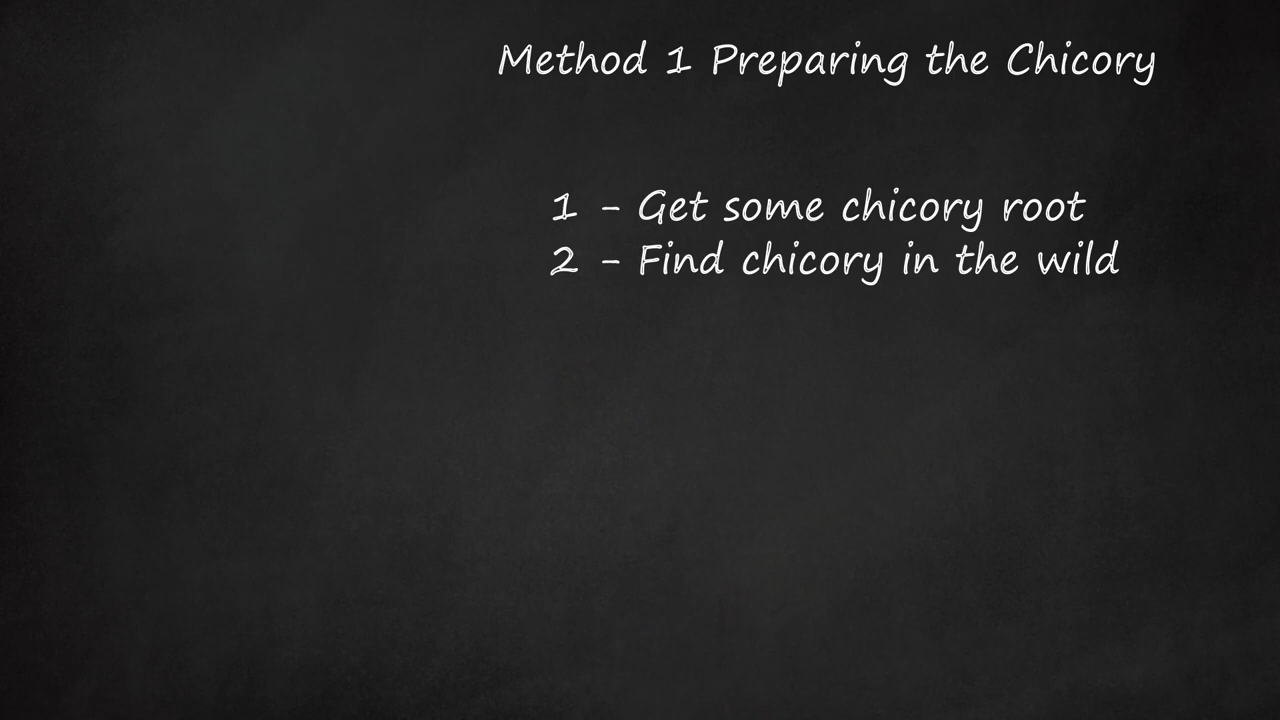 Method 1 Preparing the Chicory
1 - Get some chicory root
2 - Find chicory in the wild